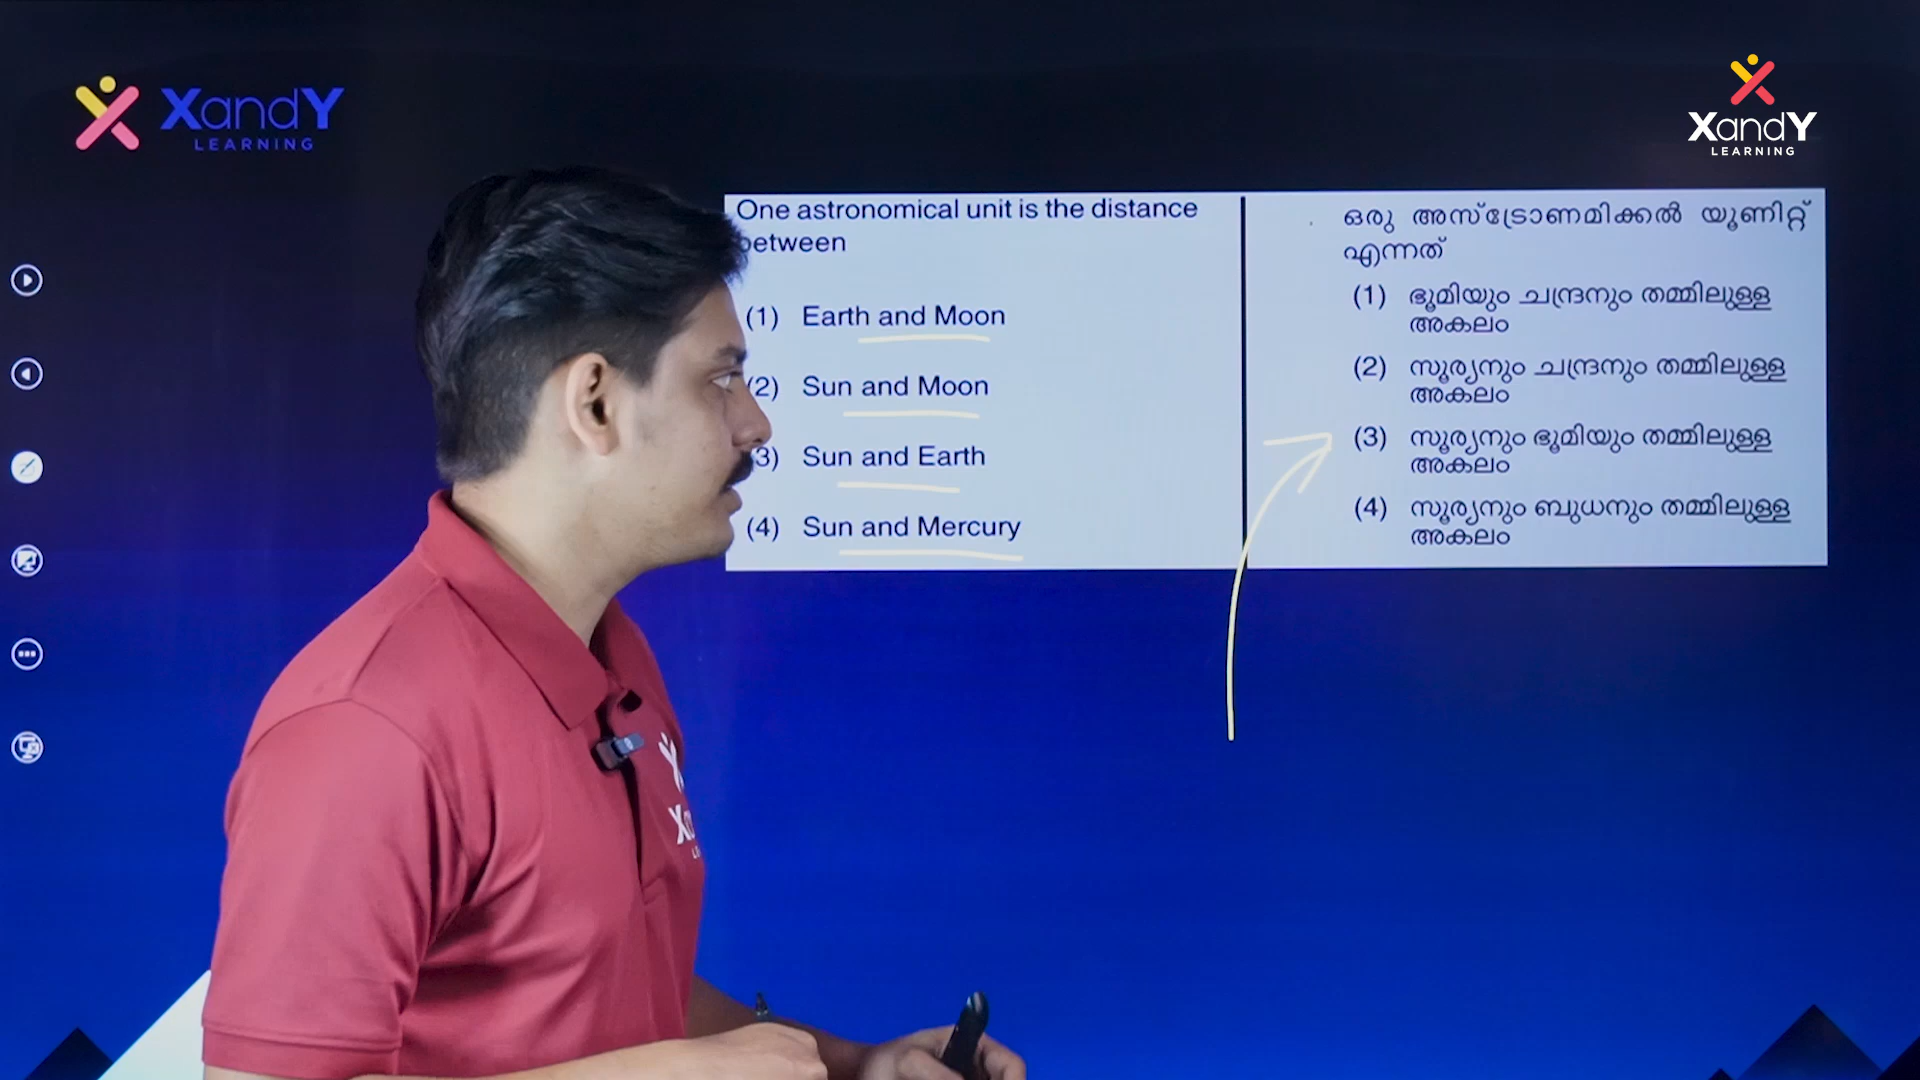 XandY
LEARNING
XandY
LEARNING
One astronomical unit is the distance
between
(1) Earth and Moon
(2) Sun and Moon
3) Sun and Earth
(4) Sun and Mercury
ഒരു അസ്ട്രോണമിക്കൽ യൂണിറ്റ്
എന്നത്
(1) ഭൂമിയും ചന്ദ്രനും തമ്മിലുള്ള
അകലം
(2) സൂര്യനും ചന്ദ്രനും തമ്മിലുള്ള
അകലം
(3) സൂര്യനും ഭൂമിയും തമ്മിലുള്ള
അകലം
(4) സൂര്യനും ബുധനും തമ്മിലുള്ള
അകലം